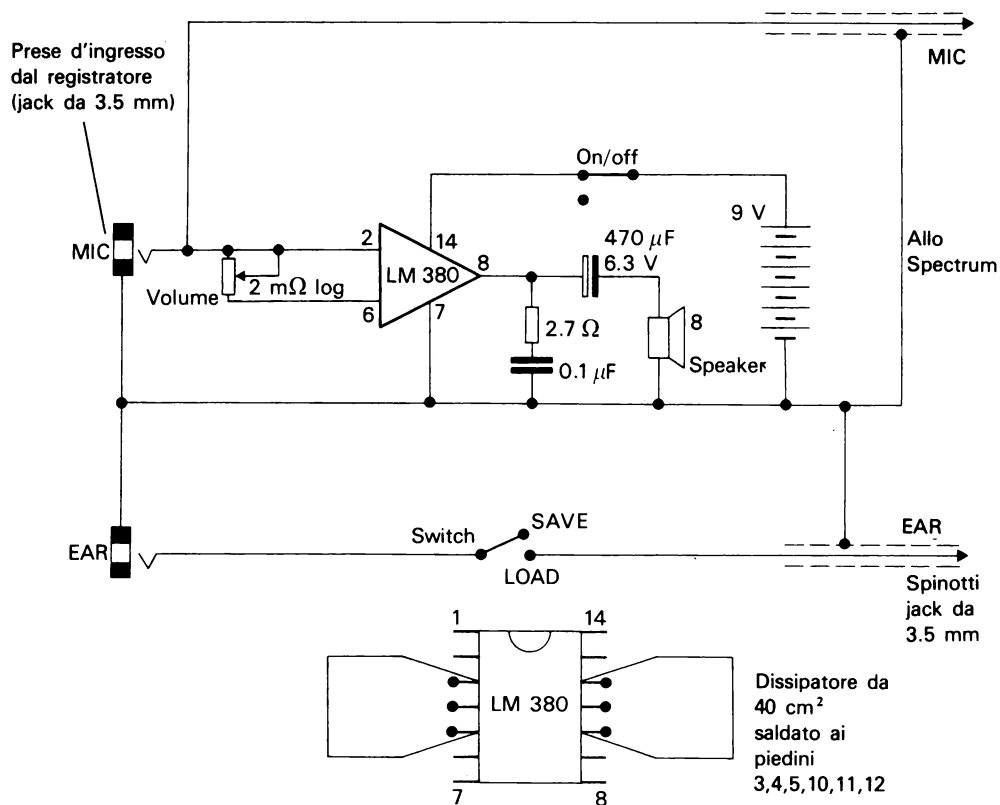 Prese d'ingresso
dal registratore
(jack da 3.5 mm)
MIC
On/off
9 V
Allo
Spectrum
MIC
2
14
LM 380
8
470 μF
6.3 V
Volume
2 mΩ log
6
7
2.7 Ω
0.1 μF
8
Speaker
EAR
Switch
SAVE
LOAD
EAR
Spinotti
jack da
3.5 mm
1
14
LM 380
7
8
Dissipatore da
40 cm²
saldato ai
piedini
3,4,5,10,11,12